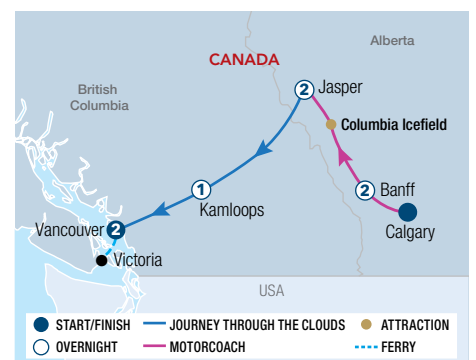 Alberta
CANADA
British
Columbia
2 Jasper
Columbia Icefield
2 Banff
1
Kamloops
Calgary
Vancouver 2
Victoria
USA
START/FINISH
JOURNEY THROUGH THE CLOUDS
ATTRACTION
OVERNIGHT
MOTORCOACH
FERRY